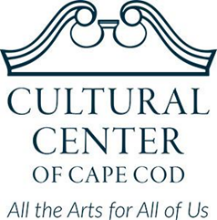 CULTURAL
CENTER
OF CAPE COD
All the Arts for All of Us